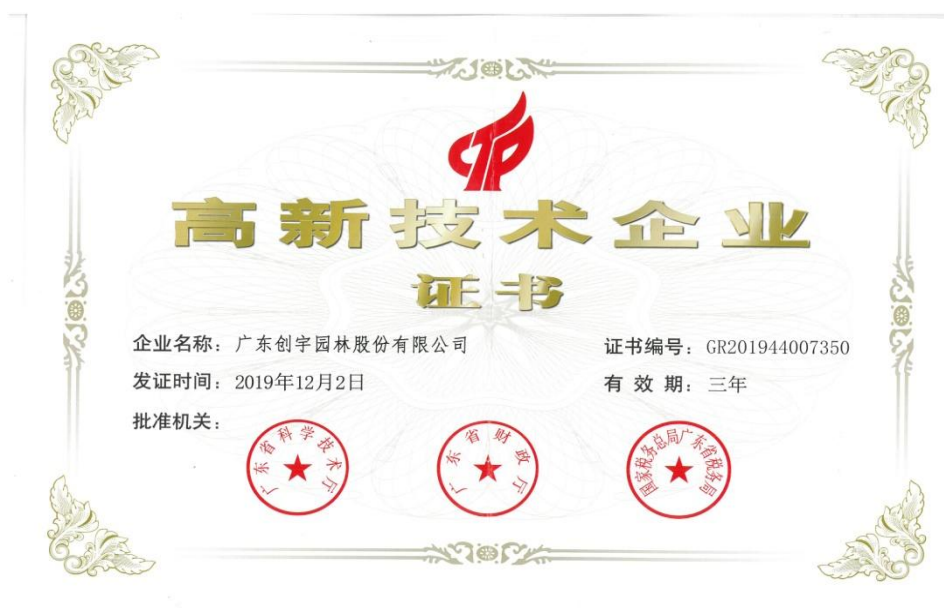 高新技术企业
证书
企业名称：广东创宇园林股份有限公司
证书编号：GR201944007350
发证时间：2019年12月2日
有效期：三年
批准机关：
广东省科学技术厅
广东省财政厅
国家税务总局广东省税务局